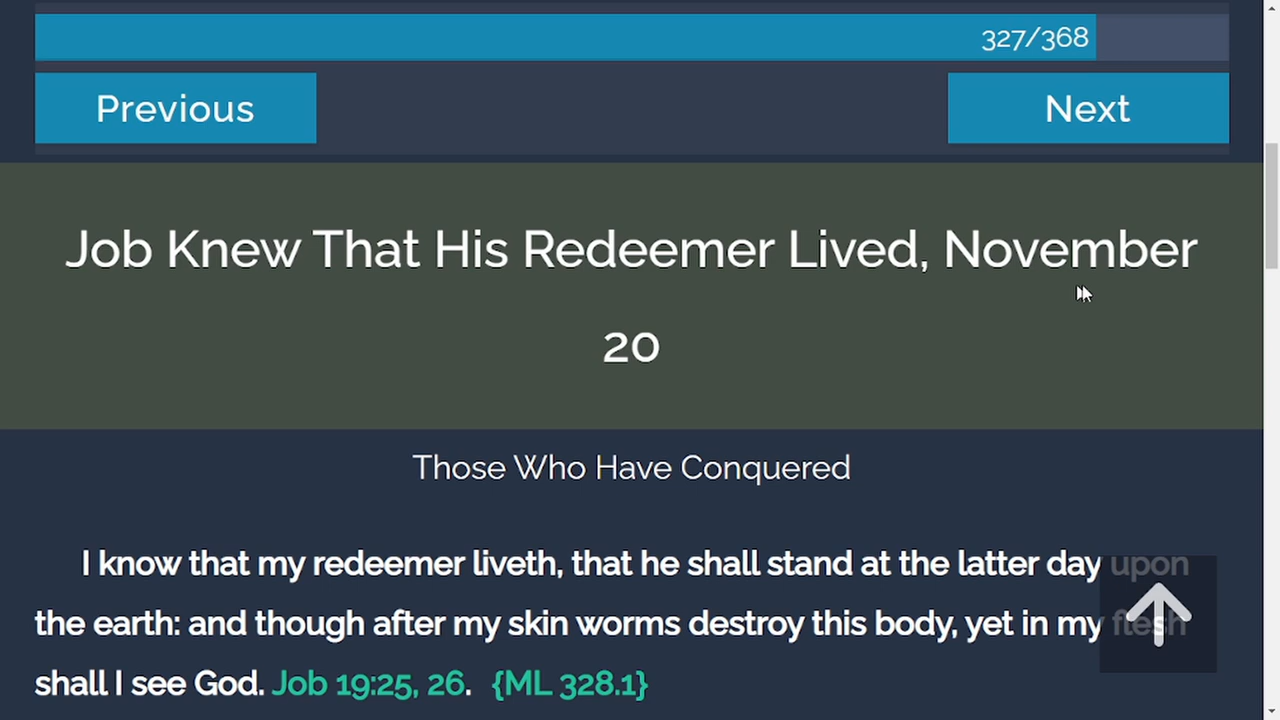 327/368
Previous
Next
Job Knew That His Redeemer Lived, November
20
Those Who Have Conquered
I know that my redeemer liveth, that he shall stand at the latter day upon
the earth: and though after my skin worms destroy this body, yet in my flesh
shall I see God. Job 19:25, 26. {ML 328.1}